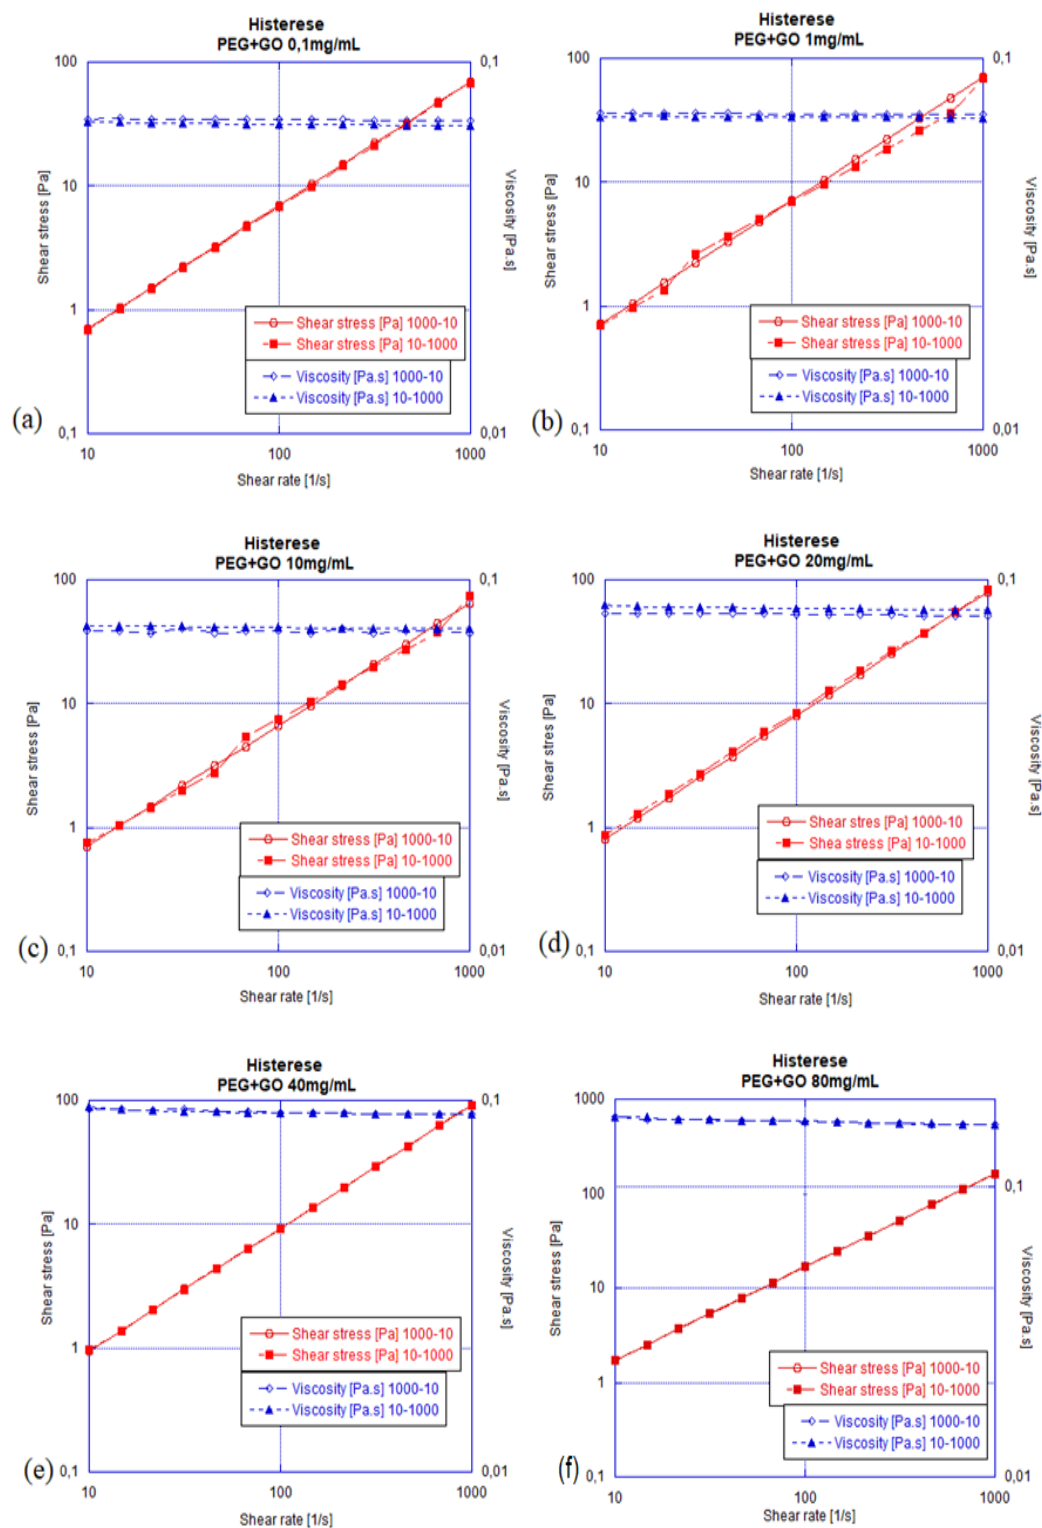 Histerese
PEG+GO 0,1mg/mL
100
0,1
10
1
0,1
0,01
Shear stress [Pa]
Viscosity [Pa.s]
Shear stress [Pa] 1000-10
Shear stress [Pa] 10-1000
Viscosity [Pa.s] 1000-10
Viscosity [Pa.s] 10-1000
(a)
10
100
1000
Shear rate [1/s]
Histerese
PEG+GO 1mg/mL
100
0,1
10
1
0,1
0,01
Shear stress [Pa]
Viscosity [Pa.s]
Shear stress [Pa] 1000-10
Shear stress [Pa] 10-1000
Viscosity [Pa.s] 1000-10
Viscosity [Pa.s] 10-1000
(b)
10
100
1000
Shear rate [1/s]
Histerese
PEG+GO 10mg/mL
100
0,1
10
1
0,1
0,01
Shear stress [Pa]
Viscosity [Pa.s]
Shear stress [Pa] 1000-10
Shear stress [Pa] 10-1000
Viscosity [Pa.s] 1000-10
Viscosity [Pa.s] 10-1000
(c)
10
100
1000
Shear rate [1/s]
Histerese
PEG+GO 20mg/mL
100
0,1
10
1
0,1
0,01
Shear stress [Pa]
Viscosity [Pa.s]
Shear stress [Pa] 1000-10
Shea stress [Pa] 10-1000
Viscosity [Pa.s] 1000-10
Viscosity [Pa.s] 10-1000
(d)
10
100
1000
Shear rate [1/s]
Histerese
PEG+GO 40mg/mL
100
0,1
10
1
0,1
0,01
Shear stress [Pa]
Viscosity [Pa.s]
Shear stress [Pa] 1000-10
Shear stress [Pa] 10-1000
Viscosity [Pa.s] 1000-10
Viscosity [Pa.s] 10-1000
(e)
10
100
1000
Shear rate [1/s]
Histerese
PEG+GO 80mg/mL
1000
100
0,1
10
1
0,1
0,01
Shear stress [Pa]
Viscosity [Pa.s]
Shear stress [Pa] 1000-10
Shear stress [Pa] 10-1000
Viscosity [Pa.s] 1000-10
Viscosity [Pa.s] 10-1000
(f)
10
100
1000
Shear rate [1/s]